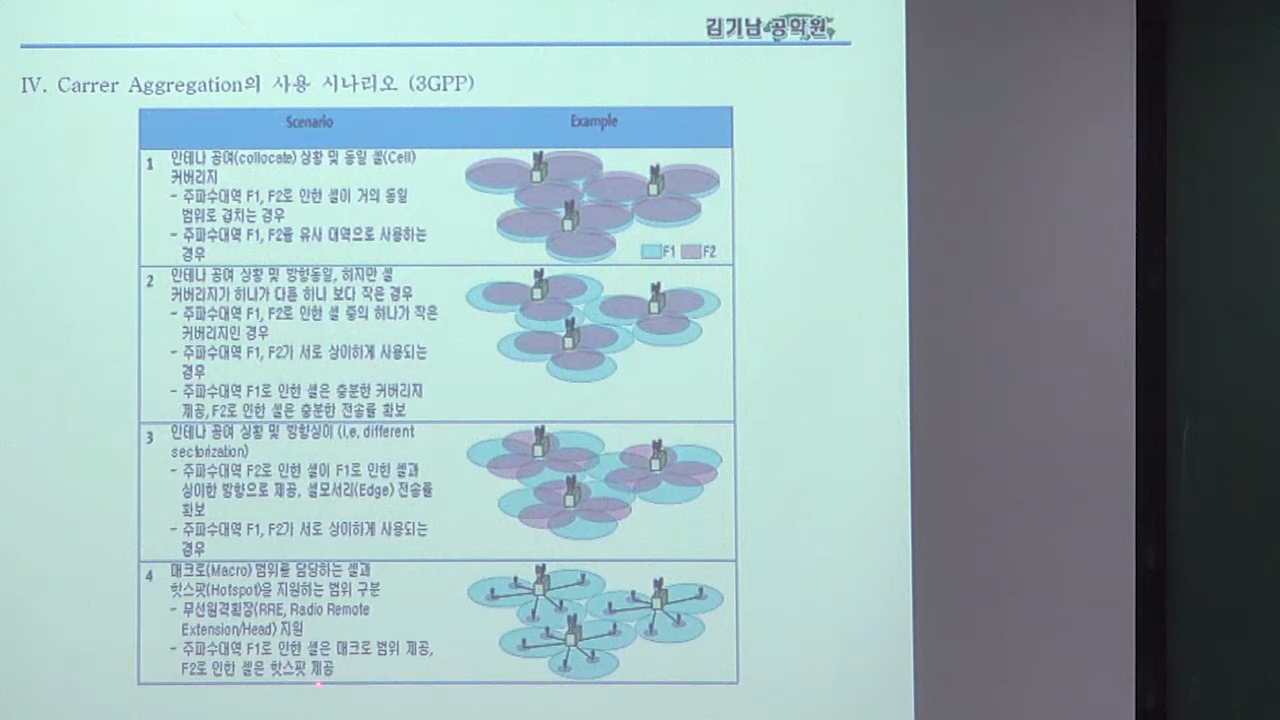 김기남 공학원
IV. Carrer Aggregation의 사용 시나리오 (3GPP)
Scenario
Example
1
안테나 공여(collocate) 상황 및 동일 셀(Cell)
커버리지
- 주파수대역 F1, F2로 인한 셀이 거의 동일
범위로 겹치는 경우
- 주파수대역 F1, F2을 유사 대역으로 사용하는
경우
F1
F2
2
안테나 공여 상황 및 방향동일, 하지만 셀
커버리지가 하나가 다른 하나 보다 작은 경우
- 주파수대역 F1, F2로 인한 셀 중의 하나가 작은
커버리지인 경우
- 주파수대역 F1, F2가 서로 상이하게 사용되는
경우
- 주파수대역 F1로 인한 셀은 충분한 커버리지
제공, F2로 인한 셀은 충분한 전송률 확보
3
안테나 공여 상황 및 방향상이 (i.e. different
sectorization)
- 주파수대역 F2로 인한 셀이 F1로 인한 셀과
상이한 방향으로 제공, 셀모서리(Edge) 전송률
확보
- 주파수대역 F1, F2가 서로 상이하게 사용되는
경우
4
매크로(Macro) 범위를 담당하는 셀과
핫스팟(Hotspot)을 지원하는 범위 구분
- 무선원격확장(RRE, Radio Remote
Extension/Head) 지원
- 주파수대역 F1로 인한 셀은 매크로 범위 제공,
F2로 인한 셀은 핫스팟 제공